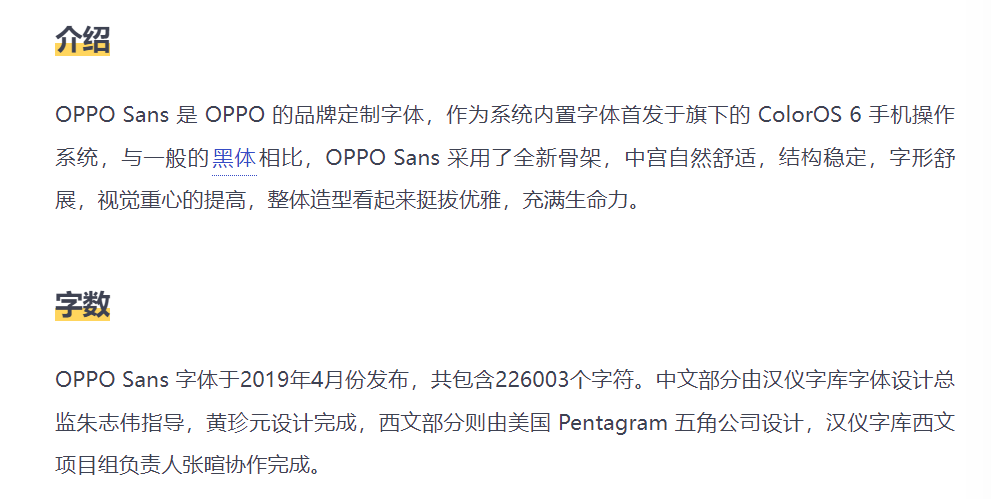 介绍
OPPO Sans 是 OPPO 的品牌定制字体，作为系统内置字体首发于旗下的 ColorOS 6 手机操作
系统，与一般的黑体相比，OPPO Sans 采用了全新骨架，中宫自然舒适，结构稳定，字形舒
展，视觉重心的提高，整体造型看起来挺拔优雅，充满生命力。
字数
OPPO Sans 字体于2019年4月份发布，共包含226003个字符。中文部分由汉仪字库字体设计总
监朱志伟指导，黄珍元设计完成，西文部分则由美国 Pentagram 五角公司设计，汉仪字库西文
项目组负责人张暄协作完成。